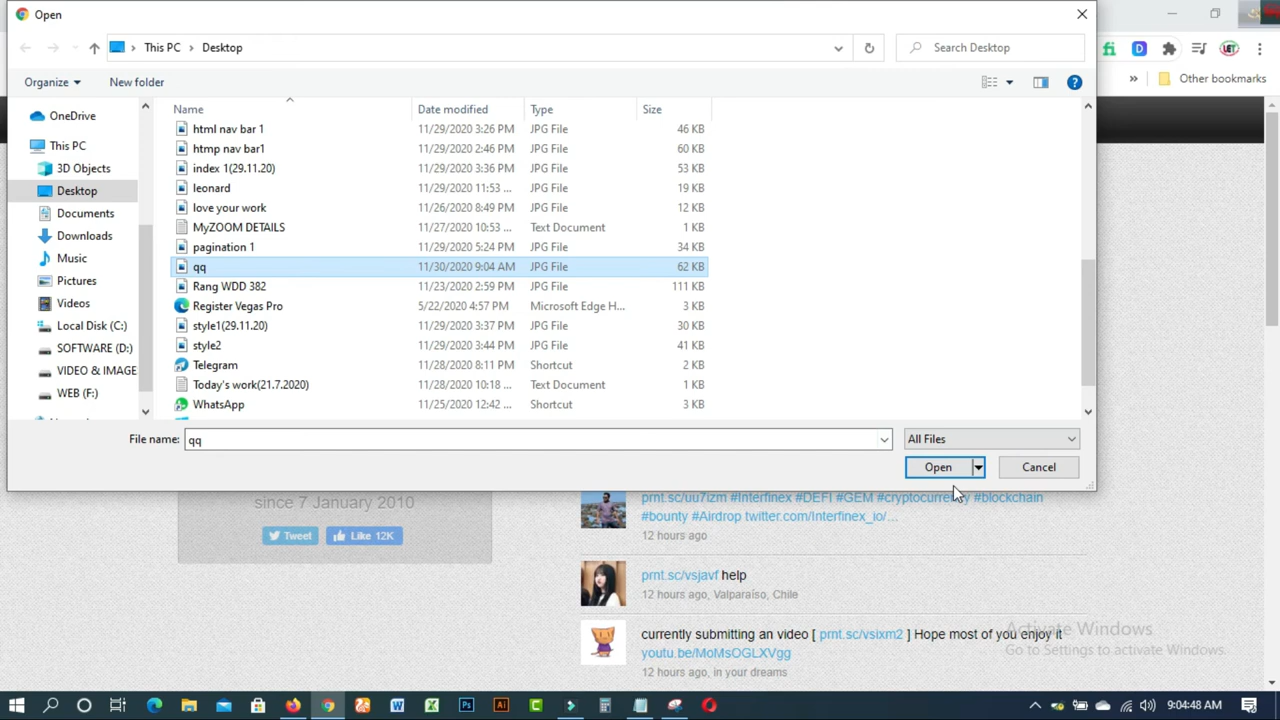 Open
This PC > Desktop
Search Desktop
Organize
New folder
Other bookmarks
OneDrive
This PC
3D Objects
Desktop
Documents
Downloads
Music
Pictures
Videos
Local Disk (C:)
SOFTWARE (D:)
VIDEO & IMAGE
WEB (F:)
Name Date modified Type Size
html nav bar 1 11/29/2020 3:26 PM JPG File 46 KB
htmp nav bar1 11/29/2020 2:46 PM JPG File 60 KB
index 1(29.11.20) 11/29/2020 3:36 PM JPG File 53 KB
leonard 11/29/2020 11:53 ... JPG File 19 KB
love your work 11/26/2020 8:49 PM JPG File 12 KB
MyZOOM DETAILS 11/27/2020 10:53 ... Text Document 1 KB
pagination 1 11/29/2020 5:24 PM JPG File 34 KB
qq 11/30/2020 9:04 AM JPG File 62 KB
Rang WDD 382 11/23/2020 2:59 PM JPG File 111 KB
Register Vegas Pro 5/22/2020 4:57 PM Microsoft Edge H... 3 KB
style1(29.11.20) 11/29/2020 3:37 PM JPG File 30 KB
style2 11/29/2020 3:44 PM JPG File 41 KB
Telegram 11/28/2020 8:11 PM Shortcut 2 KB
Today's work(21.7.2020) 11/28/2020 10:18 ... Text Document 1 KB
WhatsApp 11/25/2020 12:42 ... Shortcut 3 KB
File name: qq
All Files
Open
Cancel
since 7 January 2010
Tweet
Like 12K
prnt.sc/uu7izm #Interfinex #DEFI #GEM #cryptocurrency #blockchain
#bounty #Airdrop twitter.com/Interfinex_io/...
12 hours ago
prnt.sc/vsjavf help
12 hours ago, Valparaíso, Chile
currently submitting an video [ prnt.sc/vsixm2 ] Hope most of you enjoy it
youtu.be/MoMsOGLXVgg
12 hours ago, in your dreams
Activate Windows
Go to Settings to activate Windows.
9:04:48 AM